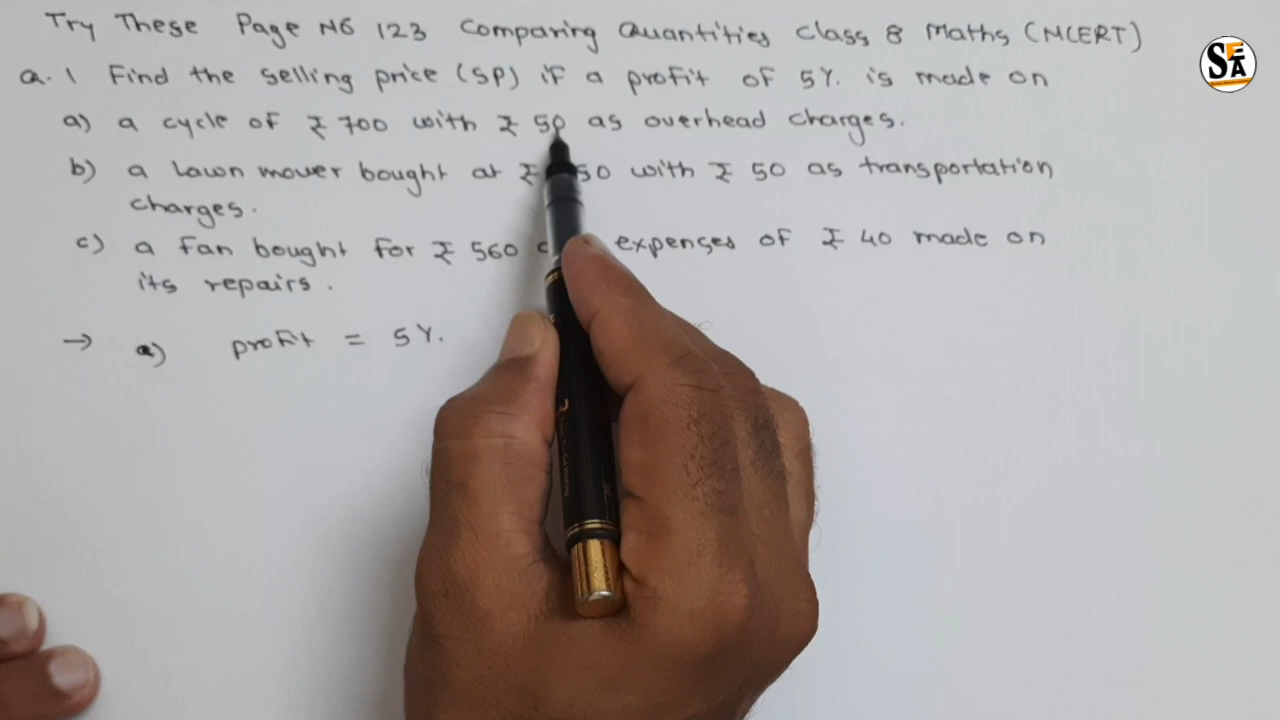 Try These Page No 123 Comparing Quantities Class 8 Maths (NCERT)
Q.1 Find the selling price (SP) if a profit of 5%. is made on
a) a cycle of ₹ 700 with ₹ 50 as overhead charges.
b) a lawn mower bought at ₹ 50 with ₹ 50 as transportation
charges.
c) a fan bought for ₹ 560 expenses of ₹ 40 made on
its repairs.
→ a) profit = 5%.
SFA